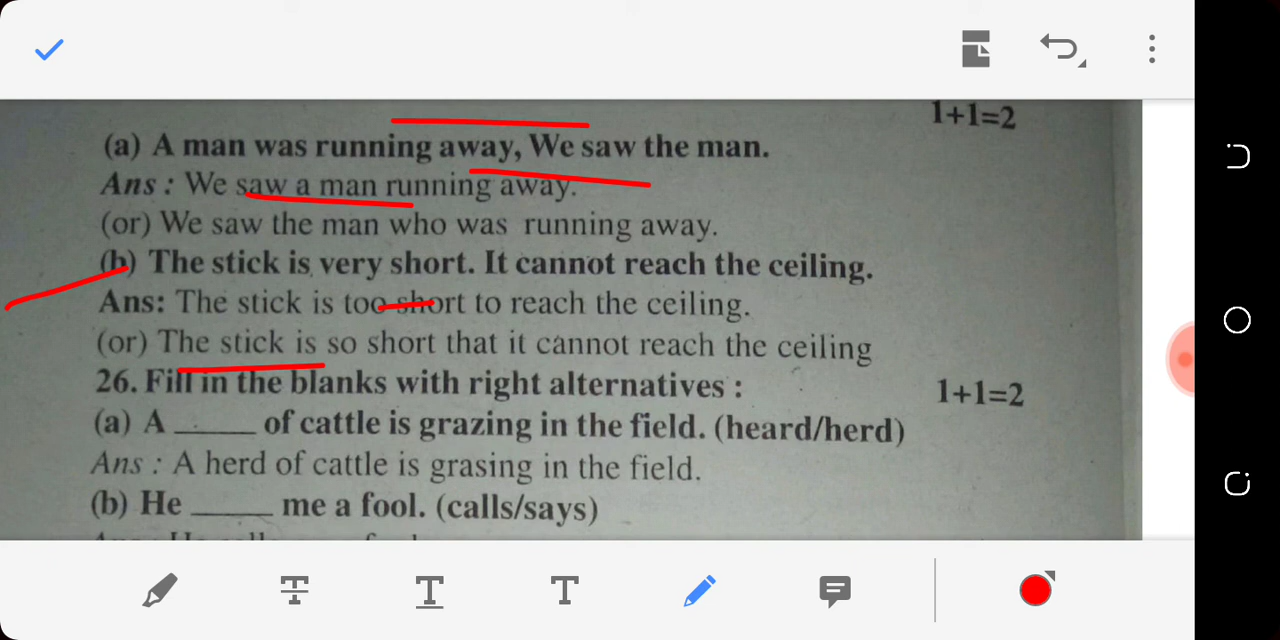 1+1=2
(a) A man was running away, We saw the man.
Ans : We saw a man running away.
(or) We saw the man who was running away.
(b) The stick is very short. It cannot reach the ceiling.
Ans: The stick is too short to reach the ceiling.
(or) The stick is so short that it cannot reach the ceiling
26. Fill in the blanks with right alternatives : 1+1=2
(a) A _____ of cattle is grazing in the field. (heard/herd)
Ans : A herd of cattle is grasing in the field.
(b) He _____ me a fool. (calls/says)